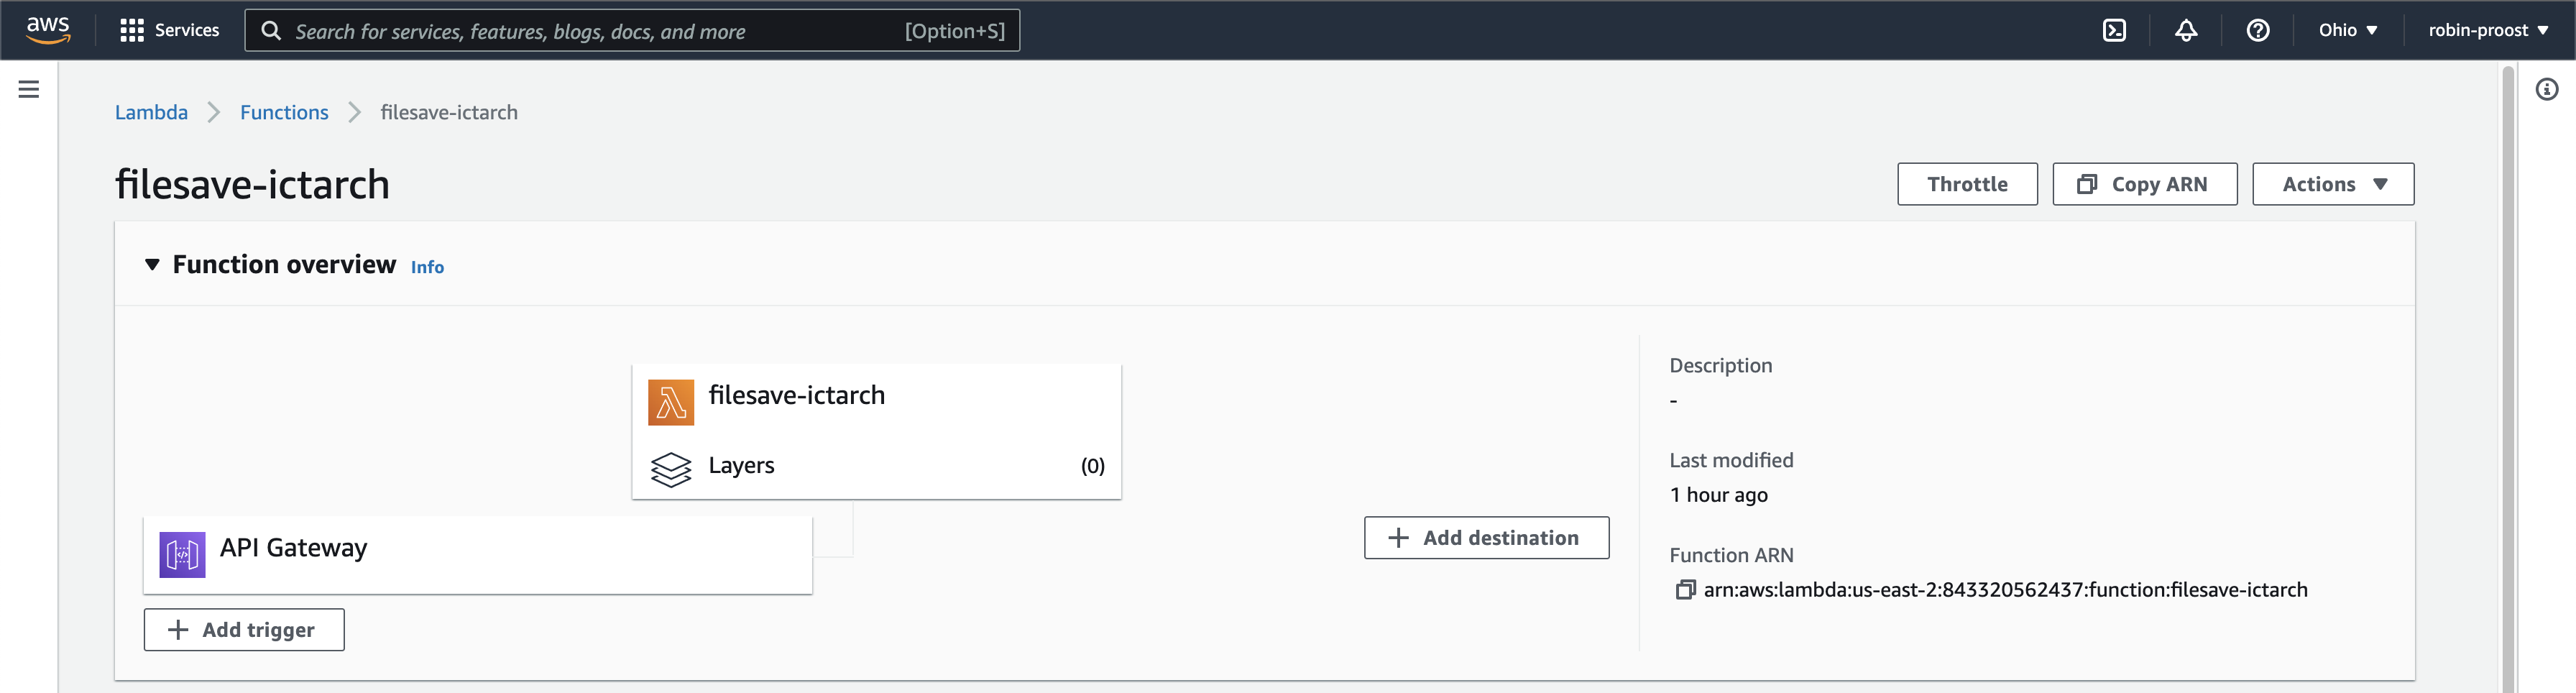 aws Services Search for services, features, blogs, docs, and more [Option+S] Ohio robin-proost
Lambda Functions filesave-ictarch
filesave-ictarch
Throttle Copy ARN Actions
Function overview Info
filesave-ictarch
Layers (0)
API Gateway
Add trigger
Add destination
Description
-
Last modified
1 hour ago
Function ARN
arn:aws:lambda:us-east-2:843320562437:function:filesave-ictarch